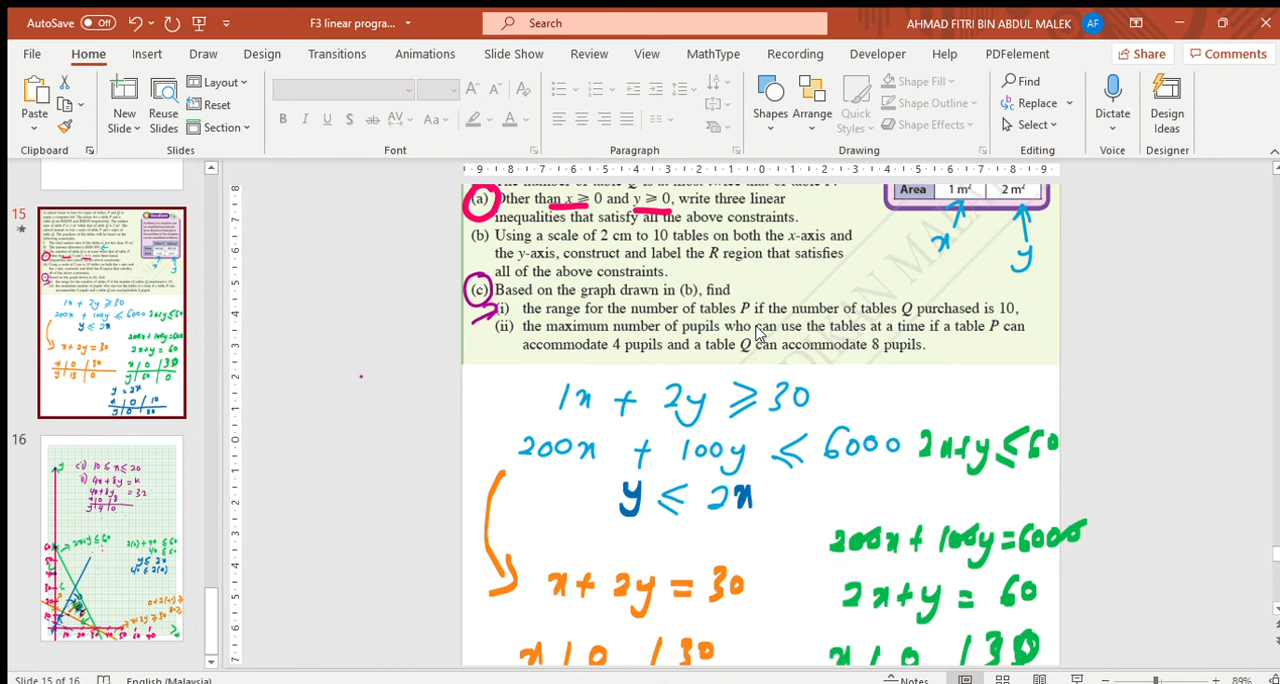 AutoSave Off F3 linear progra... Search AHMAD FITRI BIN ABDUL MALEK AF
File Home Insert Draw Design Transitions Animations Slide Show Review View MathType Recording Developer Help PDFelement Share Comments
Paste New Slide Reuse Slides Layout Reset Section Shapes Arrange Quick Styles Shape Fill Shape Outline Shape Effects Find Replace Select Dictate Design Ideas
Clipboard Slides Font Paragraph Drawing Editing Voice Designer
(a) Other than x ≥ 0 and y ≥ 0, write three linear
inequalities that satisfy all the above constraints.
Area 1 m² 2 m²
x y
(b) Using a scale of 2 cm to 10 tables on both the x-axis and
the y-axis, construct and label the R region that satisfies
all of the above constraints.
(c) Based on the graph drawn in (b), find
(i) the range for the number of tables P if the number of tables Q purchased is 10,
(ii) the maximum number of pupils who can use the tables at a time if a table P can
accommodate 4 pupils and a table Q can accommodate 8 pupils.
1x + 2y ≥ 30
200x + 100y ≤ 6000 2x+y ≤ 60
y ≤ 2x
200x + 100y = 6000
x + 2y = 30
2x+y = 60
x | 0 | 30
x | 0 | 30
15
16
Slide 15 of 16 English (Malaysia) Notes 89%